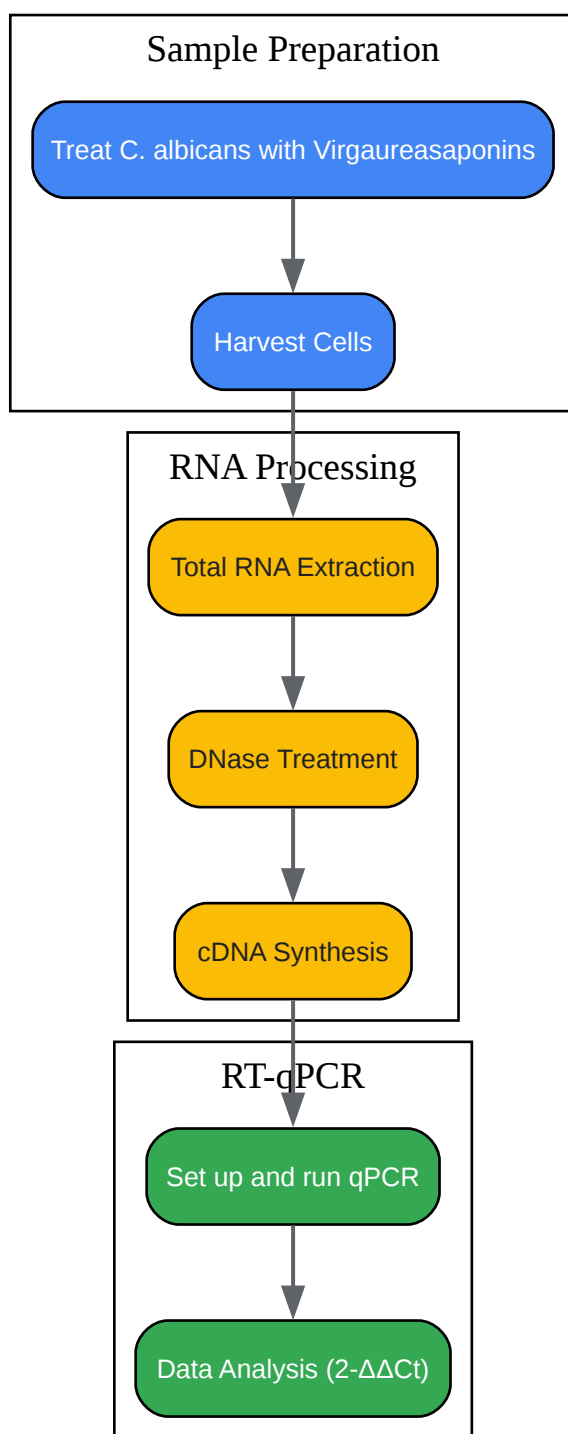 Sample Preparation
Treat C. albicans with Virgaureasaponins
Harvest Cells
RNA Processing
Total RNA Extraction
DNase Treatment
cDNA Synthesis
RT-qPCR
Set up and run qPCR
Data Analysis (2-ΔΔCt)